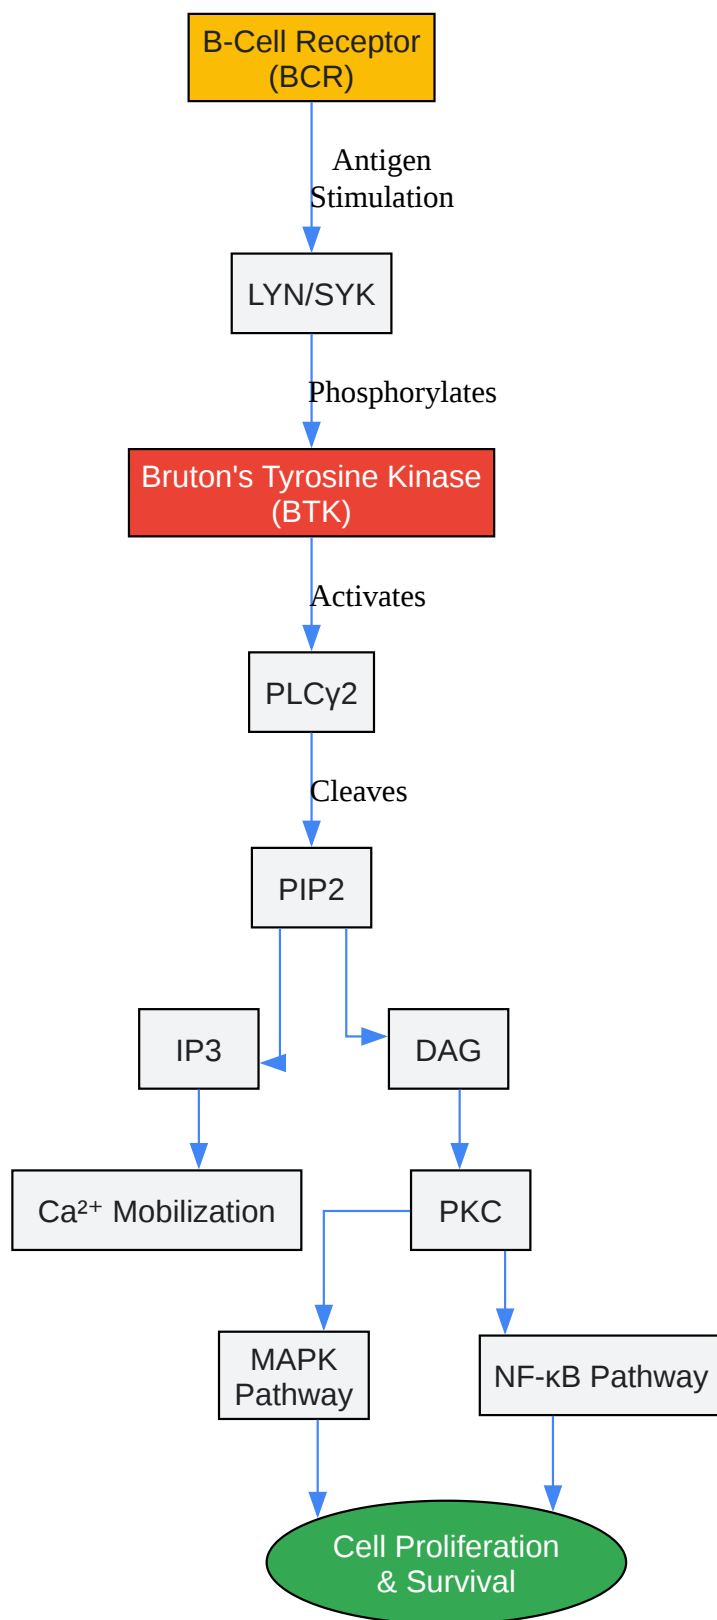 B-Cell Receptor
(BCR)
Antigen
Stimulation
LYN/SYK
Phosphorylates
Bruton's Tyrosine Kinase
(BTK)
Activates
PLCγ2
Cleaves
PIP2
IP3
DAG
Ca²⁺ Mobilization
PKC
MAPK
Pathway
NF-κB Pathway
Cell Proliferation
& Survival